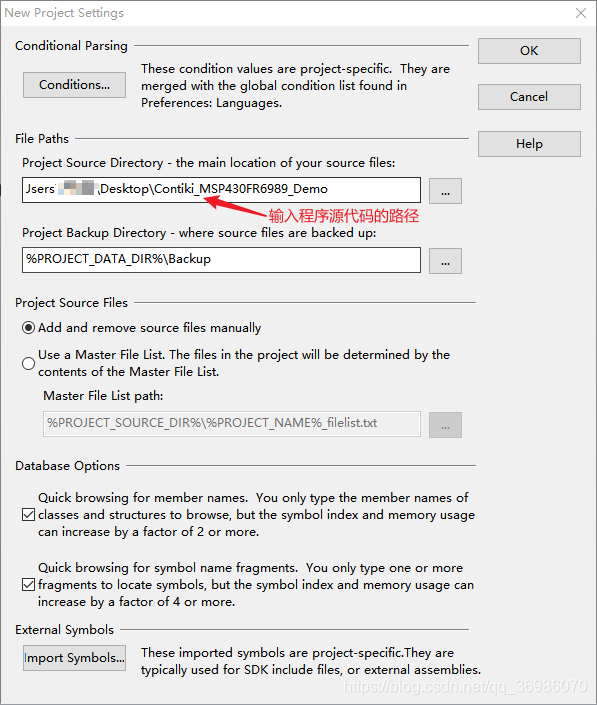 New Project Settings
Conditional Parsing
OK
Conditions...
These condition values are project-specific. They are
merged with the global condition list found in
Preferences: Languages.
Cancel
Help
File Paths
Project Source Directory - the main location of your source files:
Jsers\Desktop\Contiki_MSP430FR6989_Demo
...
输入程序源代码的路径
Project Backup Directory - where source files are backed up:
%PROJECT_DATA_DIR%\Backup
...
Project Source Files
Add and remove source files manually
Use a Master File List. The files in the project will be determined by the
contents of the Master File List.
Master File List path:
%PROJECT_SOURCE_DIR%\%PROJECT_NAME%_filelist.txt
...
Database Options
Quick browsing for member names. You only type the member names of
classes and structures to browse, but the symbol index and memory usage
can increase by a factor of 2 or more.
Quick browsing for symbol name fragments. You only type one or more
fragments to locate symbols, but the symbol index and memory usage can
increase by a factor of 4 or more.
External Symbols
Import Symbols...
These imported symbols are project-specific.They are
typically used for SDK include files, or external assemblies.
https://blog.csdn.net/qq_36986070